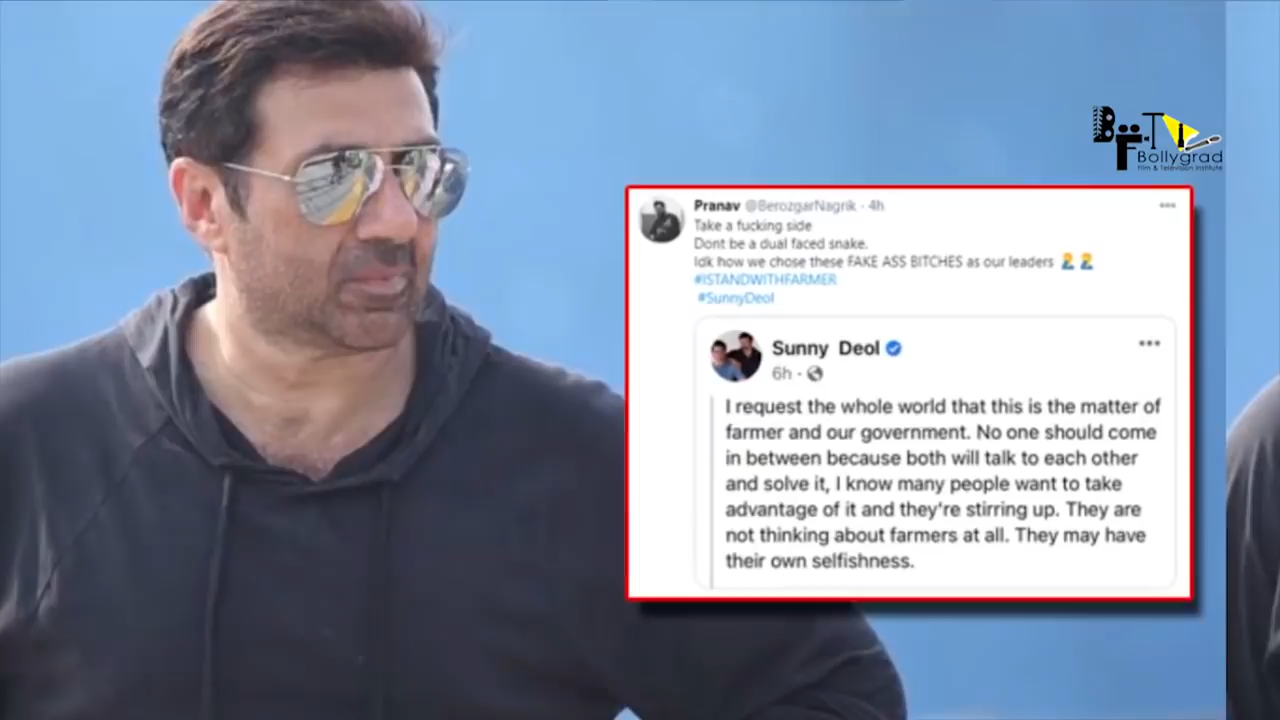 BFTI
Bollygrad
Film & Television Institute
Pranav @BerozgarNagrik · 4h
Take a fucking side
Dont be a dual faced snake.
Idk how we chose these FAKE ASS BITCHES as our leaders 🤦‍♂️ 🤦‍♂️
#ISTANDWITHFARMER
#SunnyDeol
Sunny Deol
6h ·
I request the whole world that this is the matter of
farmer and our government. No one should come
in between because both will talk to each other
and solve it, I know many people want to take
advantage of it and they're stirring up. They are
not thinking about farmers at all. They may have
their own selfishness.